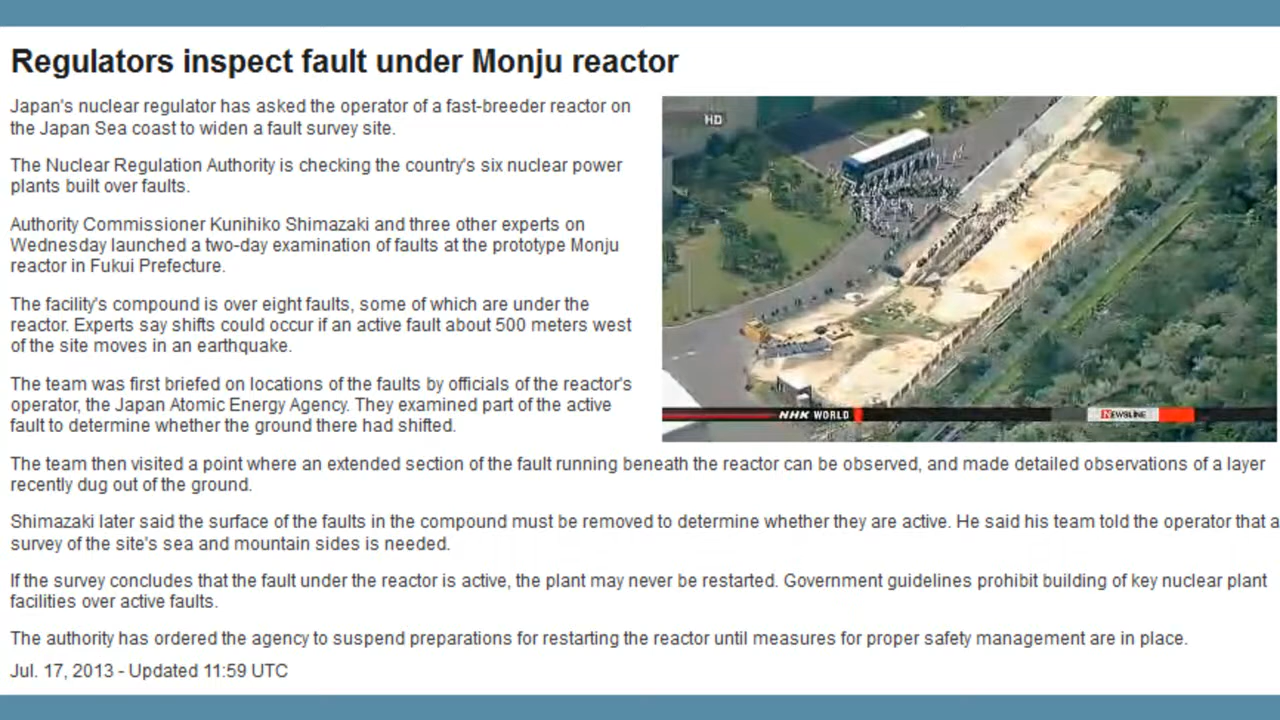 Regulators inspect fault under Monju reactor
Japan's nuclear regulator has asked the operator of a fast-breeder reactor on
the Japan Sea coast to widen a fault survey site.
The Nuclear Regulation Authority is checking the country's six nuclear power
plants built over faults.
Authority Commissioner Kunihiko Shimazaki and three other experts on
Wednesday launched a two-day examination of faults at the prototype Monju
reactor in Fukui Prefecture.
The facility's compound is over eight faults, some of which are under the
reactor. Experts say shifts could occur if an active fault about 500 meters west
of the site moves in an earthquake.
The team was first briefed on locations of the faults by officials of the reactor's
operator, the Japan Atomic Energy Agency. They examined part of the active
fault to determine whether the ground there had shifted.
HD
NHK WORLD
NEWSLINE
The team then visited a point where an extended section of the fault running beneath the reactor can be observed, and made detailed observations of a layer
recently dug out of the ground.
Shimazaki later said the surface of the faults in the compound must be removed to determine whether they are active. He said his team told the operator that a
survey of the site's sea and mountain sides is needed.
If the survey concludes that the fault under the reactor is active, the plant may never be restarted. Government guidelines prohibit building of key nuclear plant
facilities over active faults.
The authority has ordered the agency to suspend preparations for restarting the reactor until measures for proper safety management are in place.
Jul. 17, 2013 - Updated 11:59 UTC